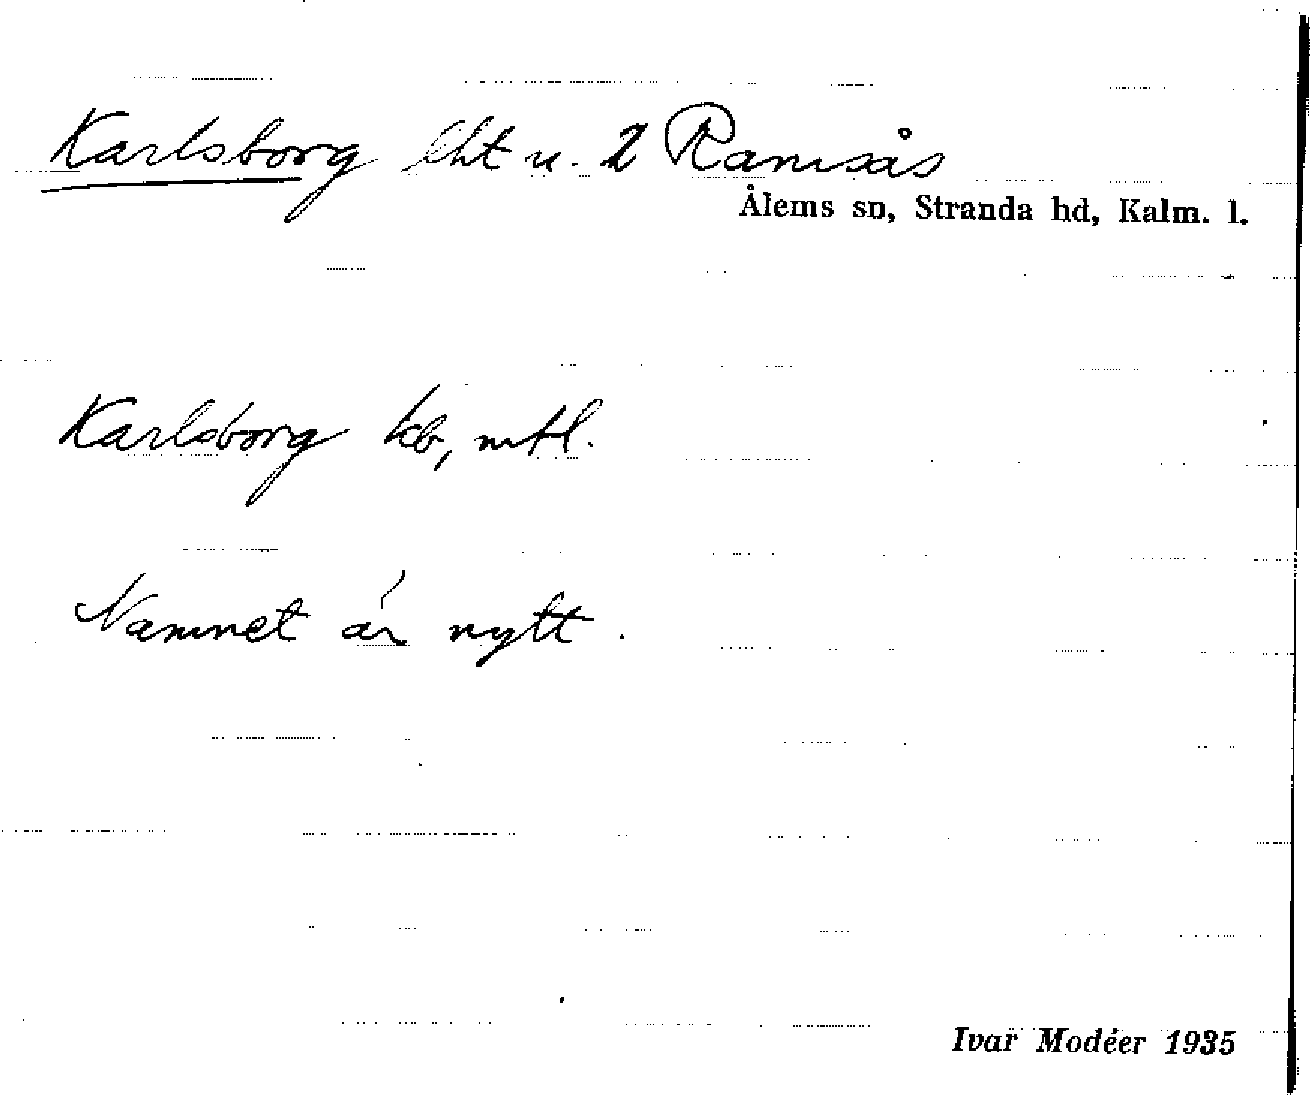 Karlsborg lht u. 2 Ramsås
Ålems sn, Stranda hd, Kalm. l.
Karlsborg kb, mtl.
Namnet är nytt.
Ivar Modéer 1935